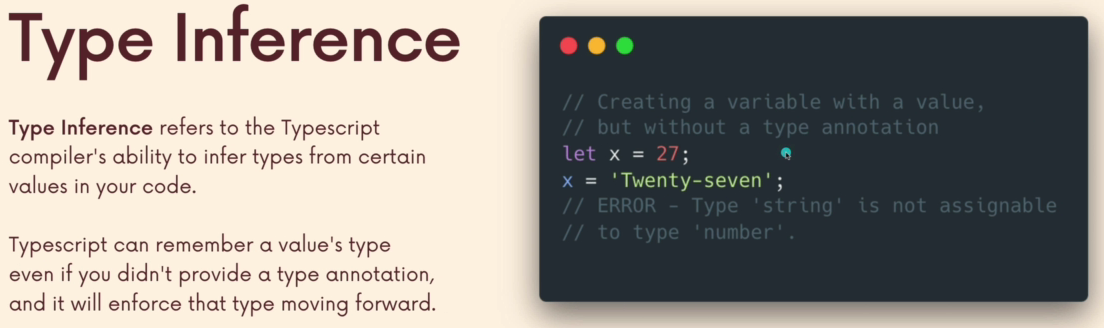 Type Inference
Type Inference refers to the Typescript
compiler's ability to infer types from certain
values in your code.
Typescript can remember a value's type
even if you didn't provide a type annotation,
and it will enforce that type moving forward.
// Creating a variable with a value,
// but without a type annotation
let x = 27;
x = 'Twenty-seven';
// ERROR - Type 'string' is not assignable
// to type 'number'.